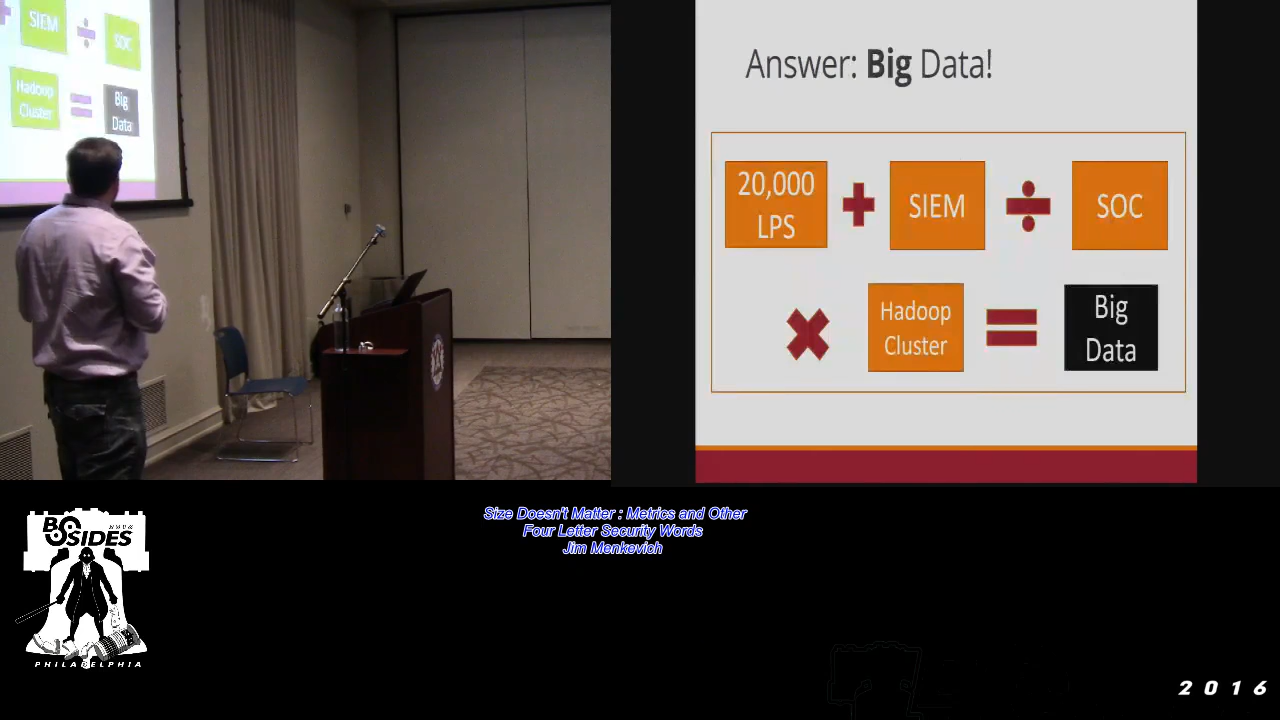 SIEM
÷
SOC
Hadoop
Cluster
=
Big
Data
Answer: Big Data!
20,000
LPS
+
SIEM
÷
SOC
×
Hadoop
Cluster
=
Big
Data
Size Doesn't Matter : Metrics and Other
Four Letter Security Words
Jim Menkevich
BSIDES
PHILADELPHIA
2016